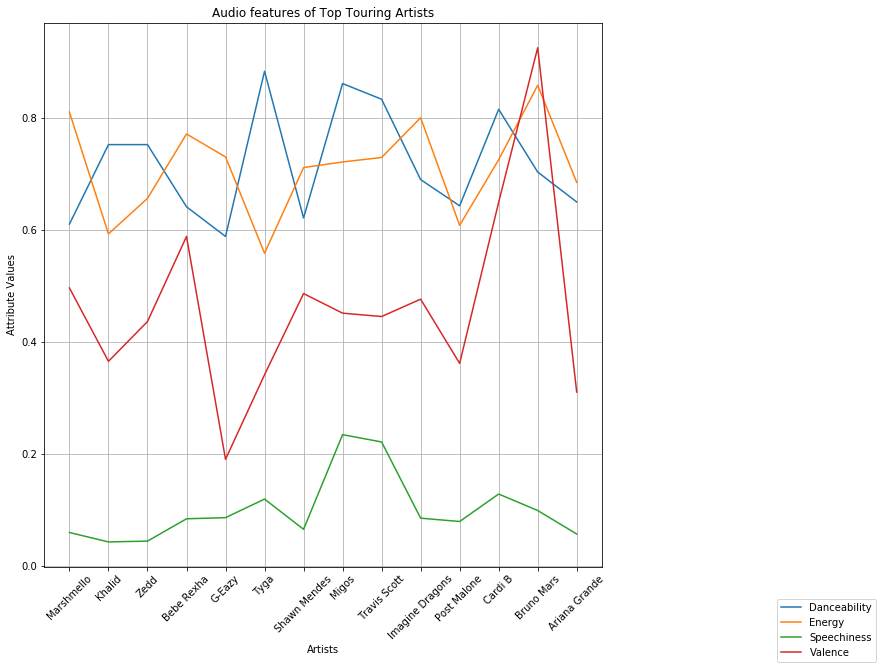 Audio features of Top Touring Artists
Attribute Values
0.8
0.6
0.4
0.2
0.0
Marshmello
Khalid
Zedd
Bebe Rexha
G-Eazy
Tyga
Shawn Mendes
Migos
Travis Scott
Imagine Dragons
Post Malone
Cardi B
Bruno Mars
Ariana Grande
Artists
Danceability
Energy
Speechiness
Valence